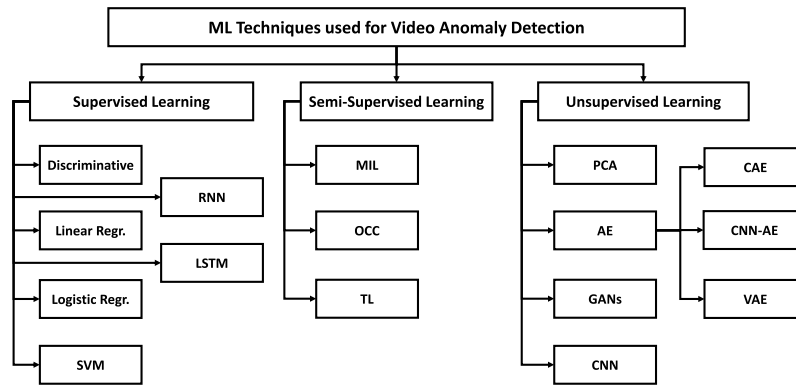 ML Techniques used for Video Anomaly Detection
Supervised Learning
Semi-Supervised Learning
Unsupervised Learning
Discriminative
RNN
Linear Regr.
LSTM
Logistic Regr.
SVM
MIL
OCC
TL
PCA
AE
GANs
CNN
CAE
CNN-AE
VAE